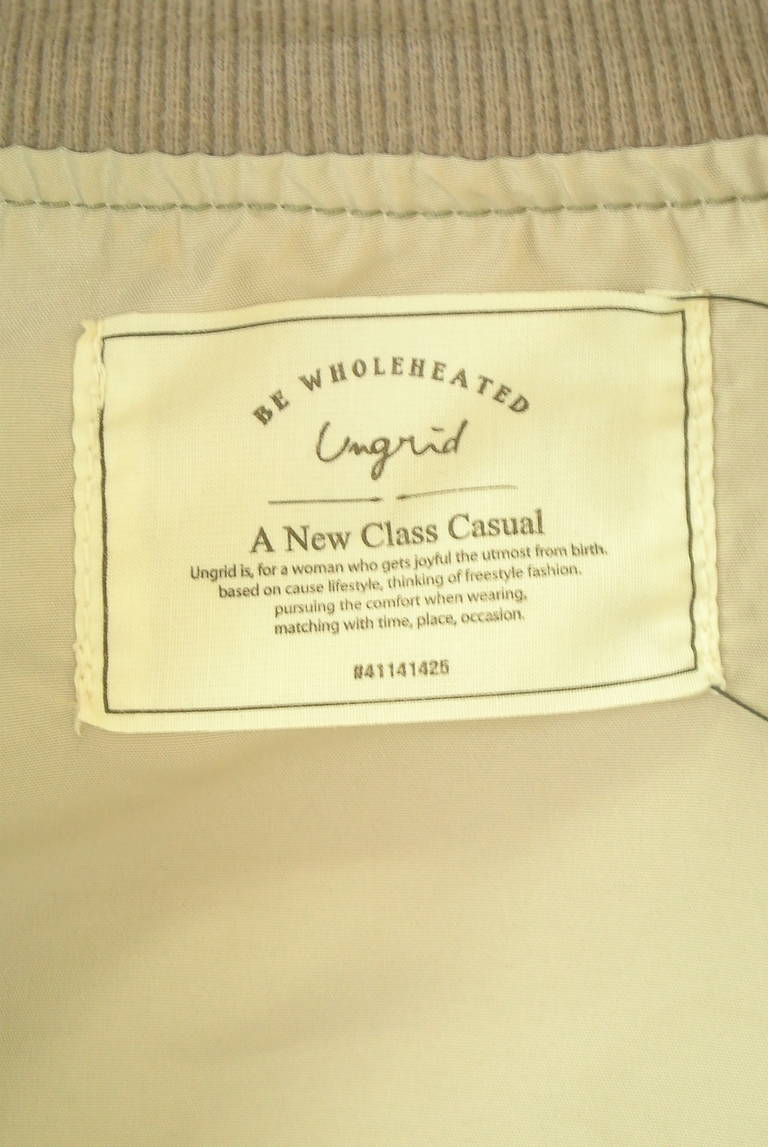 BE WHOLEHEATED
Ungrid
A New Class Casual
Ungrid is, for a woman who gets joyful the utmost from birth.
based on cause lifestyle, thinking of freestyle fashion.
pursuing the comfort when wearing,
matching with time, place, occasion.
#41141425